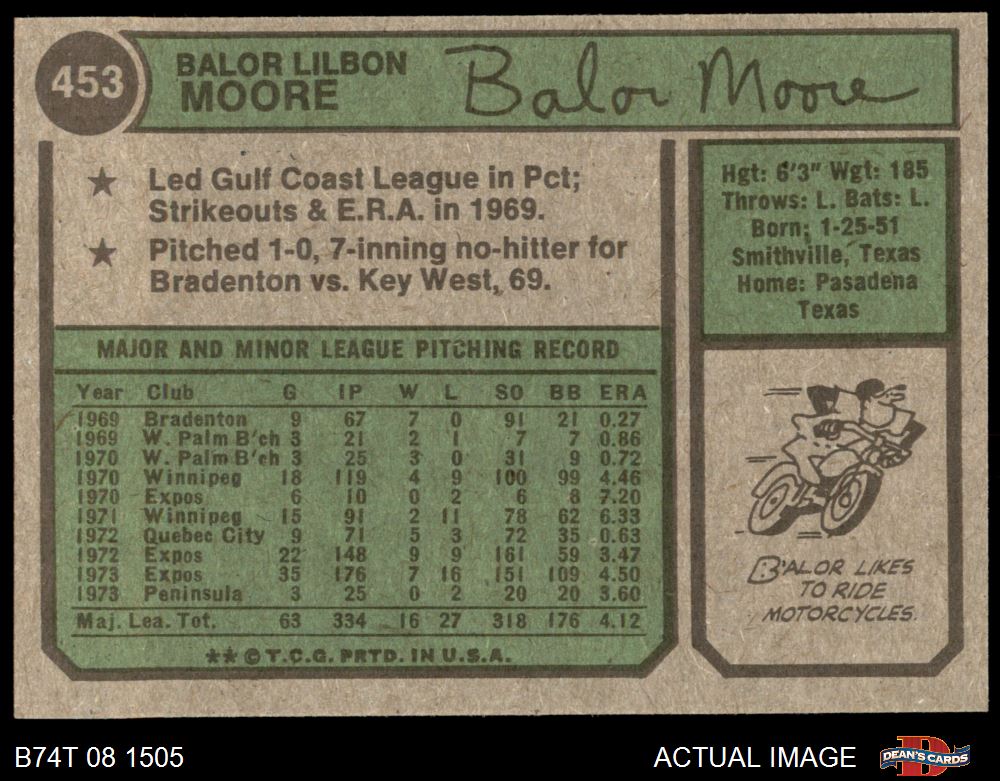 453
BALOR LILBON
MOORE
Balor Moore
★ Led Gulf Coast League in Pct;
Strikeouts & E.R.A. in 1969.
★ Pitched 1-0, 7-inning no-hitter for
Bradenton vs. Key West, 69.
Hgt: 6'3" Wgt: 185
Throws: L. Bats: L.
Born: 1-25-51
Smithville, Texas
Home: Pasadena
Texas
MAJOR AND MINOR LEAGUE PITCHING RECORD
Year Club G IP W L SO BB ERA
1969 Bradenton 9 67 7 0 91 21 0.27
1969 W. Palm B'ch 3 21 2 1 7 7 0.86
1970 W. Palm B'ch 3 25 3 0 31 9 0.72
1970 Winnipeg 18 119 4 9 100 99 4.46
1970 Expos 6 10 0 2 6 8 7.20
1971 Winnipeg 15 91 2 11 78 62 6.33
1972 Quebec City 9 71 5 3 72 35 0.63
1972 Expos 22 148 9 9 161 59 3.47
1973 Expos 35 176 7 16 151 109 4.50
1973 Peninsula 3 25 0 2 20 20 3.60
Maj. Lea. Tot. 63 334 16 27 318 176 4.12
** © T.C.G. PRTD. IN U.S.A.
BALOR LIKES
TO RIDE
MOTORCYCLES.
B74T 08 1505
ACTUAL IMAGE
DEAN'S CARDS